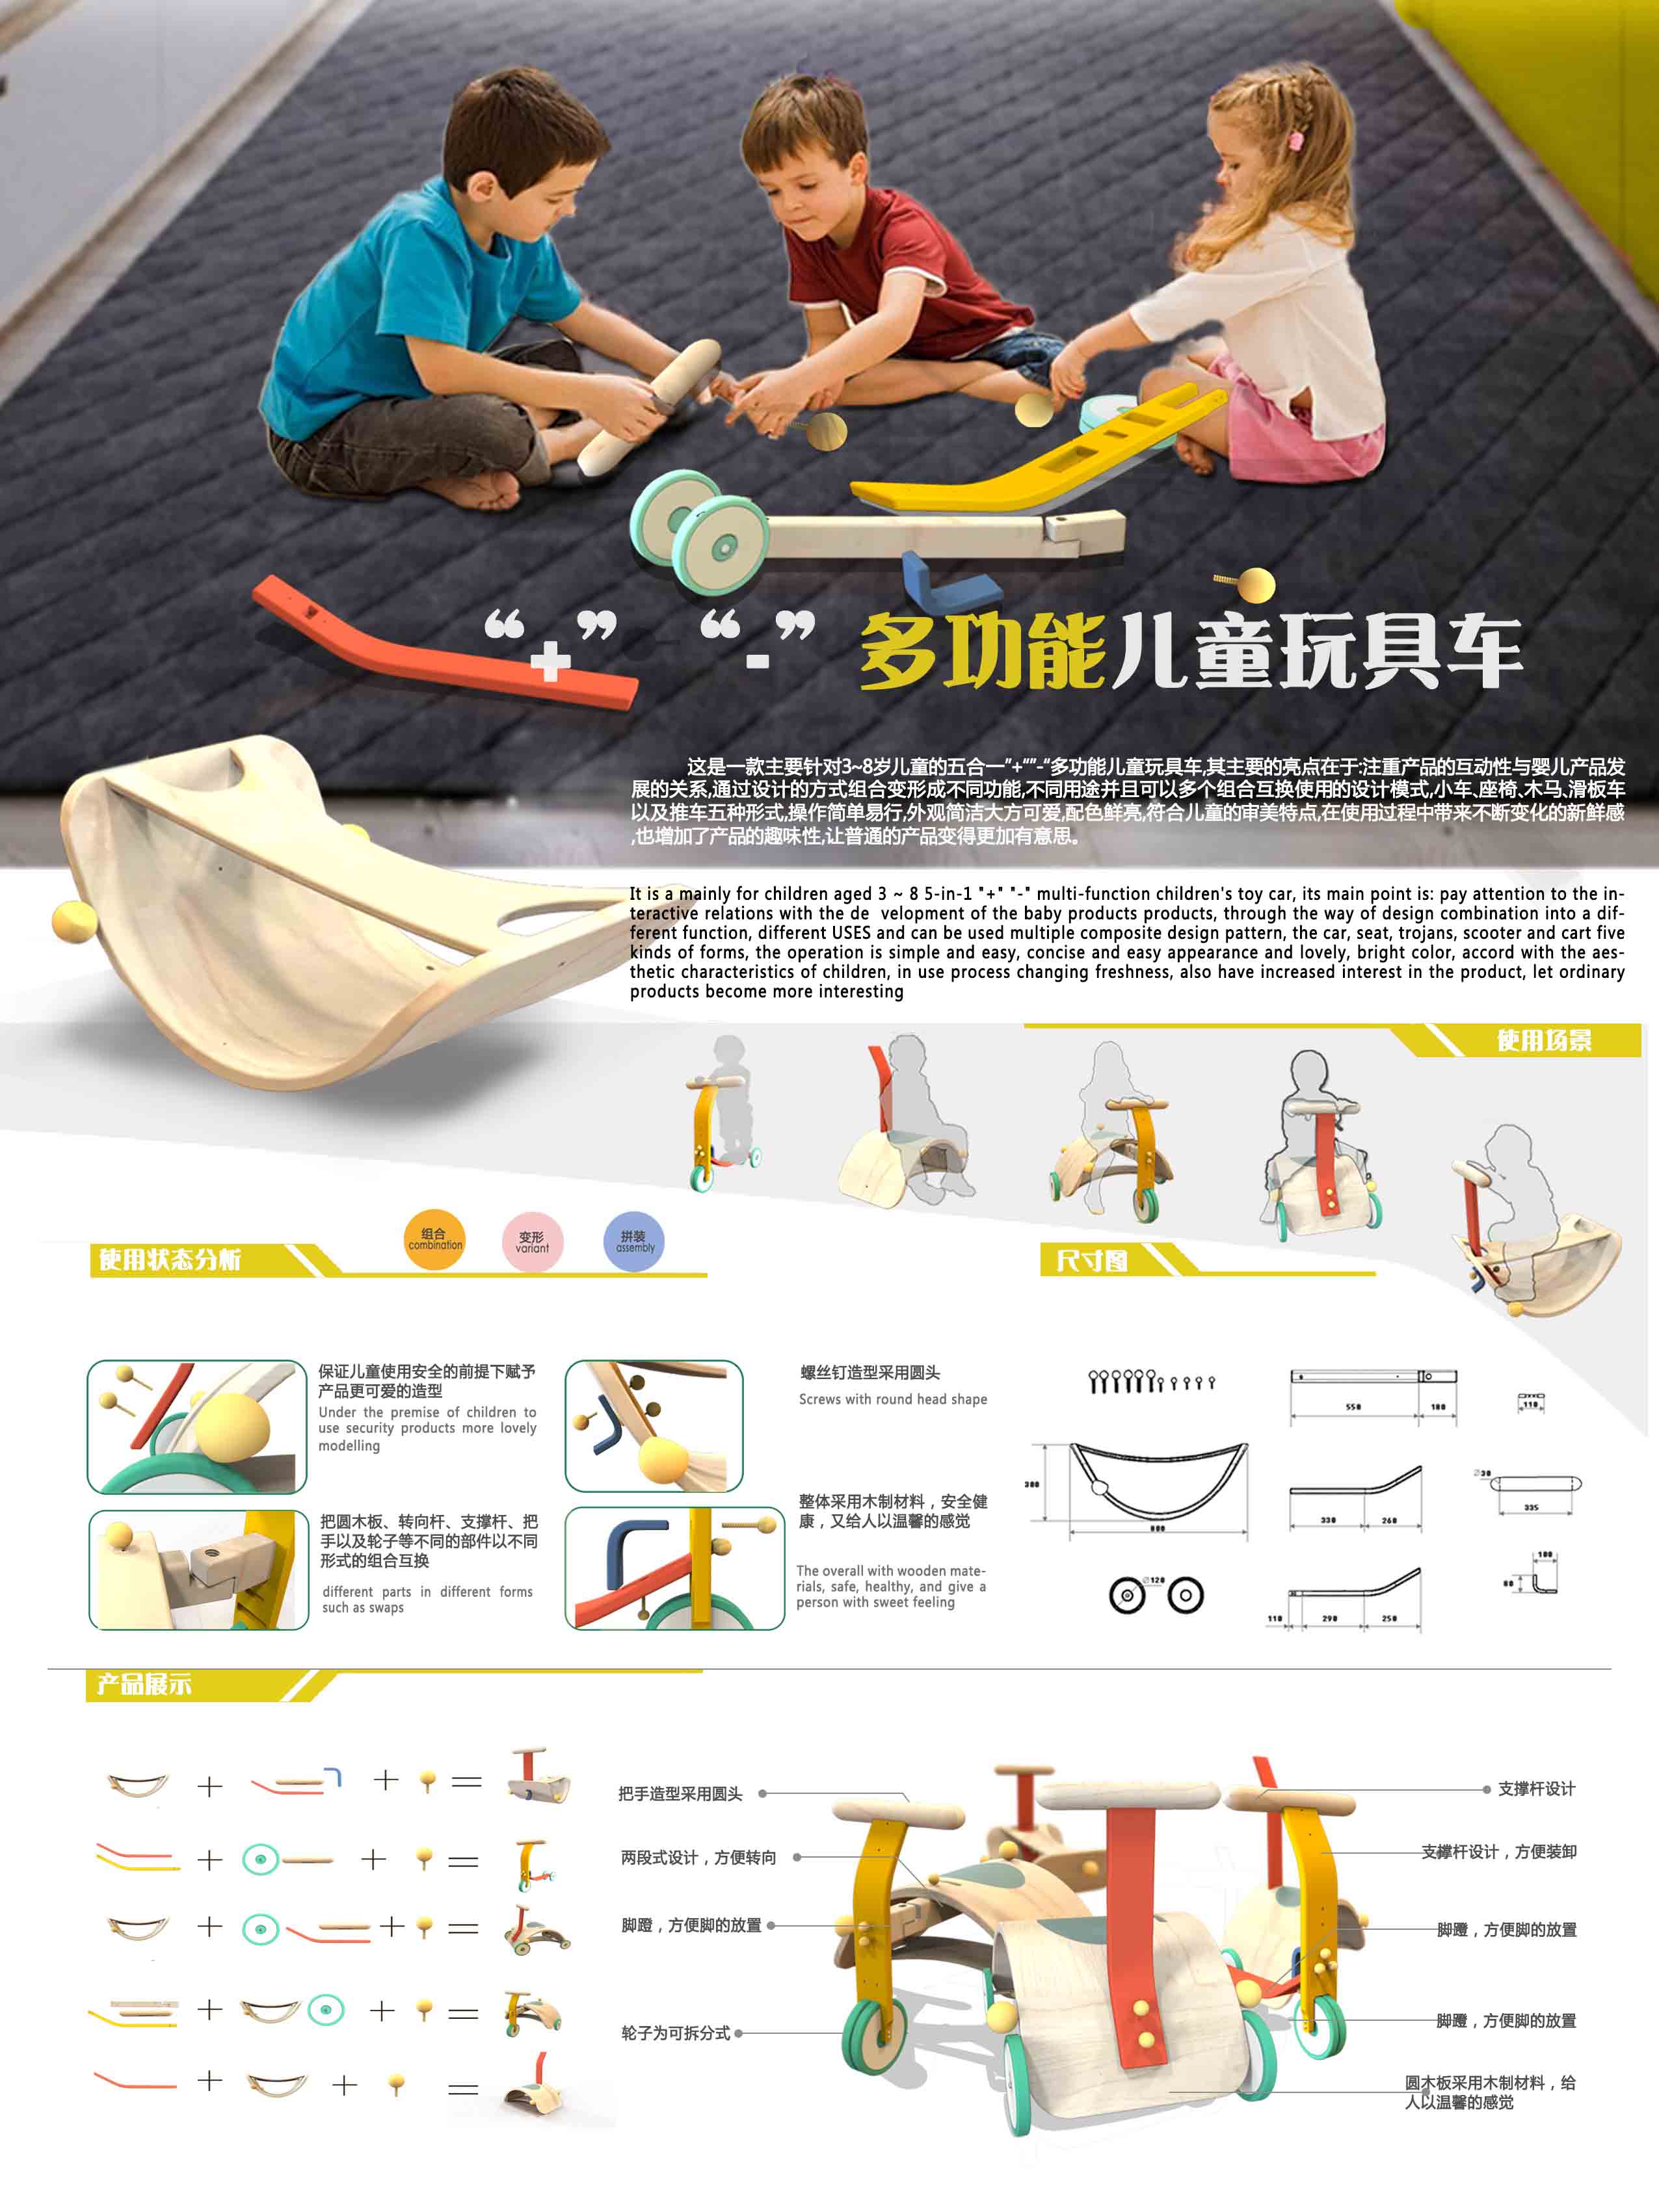 “+” “-” 多功能儿童玩具车
这是一款主要针对3~8岁儿童的五合一”+“”-“多功能儿童玩具车,其主要的亮点在于:注重产品的互动性与婴儿产品发
展的关系,通过设计的方式组合变形成不同功能,不同用途并且可以多个组合互换使用的设计模式,小车、座椅、木马、滑板车
以及推车五种形式,操作简单易行,外观简洁大方可爱,配色鲜亮,符合儿童的审美特点,在使用过程中带来不断变化的新鲜感
,也增加了产品的趣味性,让普通的产品变得更加有意思。
It is a mainly for children aged 3 ~ 8 5-in-1 "+" "-" multi-function children's toy car, its main point is: pay attention to the in-
teractive relations with the de velopment of the baby products products, through the way of design combination into a dif-
ferent function, different USES and can be used multiple composite design pattern, the car, seat, trojans, scooter and cart five
kinds of forms, the operation is simple and easy, concise and easy appearance and lovely, bright color, accord with the aes-
thetic characteristics of children, in use process changing freshness, also have increased interest in the product, let ordinary
products become more interesting
使用场景
使用状态分析
组合
combination
变形
variant
拼装
assembly
尺寸图
保证儿童使用安全的前提下赋予
产品更可爱的造型
Under the premise of children to
use security products more lovely
modelling
螺丝钉造型采用圆头
Screws with round head shape
把圆木板、转向杆、支撑杆、把
手以及轮子等不同的部件以不同
形式的组合互换
different parts in different forms
such as swaps
整体采用木制材料，安全健
康，又给人以温馨的感觉
The overall with wooden mate-
rials, safe, healthy, and give a
person with sweet feeling
550
180
110
300
800
330
260
∅30
335
∅120
110
290
250
100
80
产品展示
+ + =
+ + =
+ + =
+ + =
+ + =
把手造型采用圆头
两段式设计，方便转向
脚蹬，方便脚的放置
轮子为可拆分式
支撑杆设计
支撑杆设计，方便装卸
脚蹬，方便脚的放置
脚蹬，方便脚的放置
圆木板采用木制材料，给
人以温馨的感觉